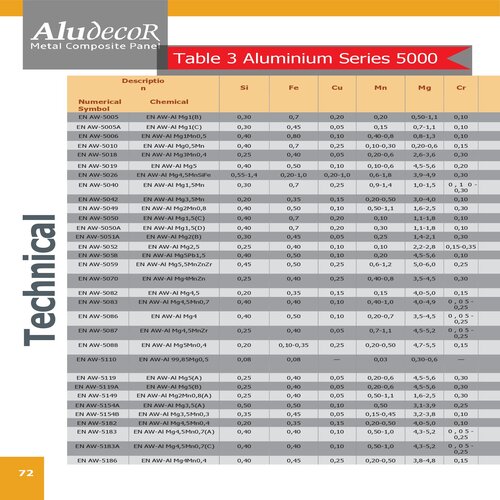 AludecoR
Metal Composite Panel
Table 3 Aluminium Series 5000
Technical
Descriptio
n Si Fe Cu Mn Mg Cr
Numerical Chemical
Symbol
EN AW-5005 EN AW-Al Mg1(B) 0,30 0,7 0,20 0,20 0,50-1,1 0,10
EN AW-5005A EN AW-Al Mg1(C) 0,30 0,45 0,05 0,15 0,7-1,1 0,10
EN AW-5006 EN AW-Al Mg1Mn0,5 0,40 0,80 0,10 0,40-0,8 0,8-1,3 0,10
EN AW-5010 EN AW-Al Mg0,5Mn 0,40 0,7 0,25 0,10-0,30 0,20-0,6 0,15
EN AW-5018 EN AW-Al Mg3Mn0,4 0,25 0,40 0,05 0,20-0,6 2,6-3,6 0,30
EN AW-5019 EN AW-Al Mg5 0,40 0,50 0,10 0,10-0,6 4,5-5,6 0,20
EN AW-5026 EN AW-Al Mg4,5MnSiFe 0,55-1,4 0,20-1,0 0,20-1,0 0,6-1,8 3,9-4,9 0,30
EN AW-5040 EN AW-Al Mg1,5Mn 0,30 0,7 0,25 0,9-1,4 1,0-1,5 0,10-
0,30
EN AW-5042 EN AW-Al Mg3,5Mn 0,20 0,35 0,15 0,20-0,50 3,0-4,0 0,10
EN AW-5049 EN AW-Al Mg2Mn0,8 0,40 0,50 0,10 0,50-1,1 1,6-2,5 0,30
EN AW-5050 EN AW-Al Mg1,5(C) 0,40 0,7 0,20 0,10 1,1-1,8 0,10
EN AW-5050A EN AW-Al Mg1,5(D) 0,40 0,7 0,20 0,30 1,1-1,8 0,10
EN AW-5051A EN AW-Al Mg2(B) 0,30 0,45 0,05 0,25 1,4-2,1 0,30
EN AW-5052 EN AW-Al Mg2,5 0,25 0,40 0,10 0,10 2,2-2,8 0,15-0,35
EN AW-5058 EN AW-Al Mg5Pb1,5 0,40 0,50 0,10 0,20 4,5-5,6 0,10
EN AW-5059 EN AW-Al Mg5,5MnZnZr 0,45 0,50 0,25 0,6-1,2 5,0-6,0 0,25
EN AW-5070 EN AW-Al Mg4MnZn 0,25 0,40 0,25 0,40-0,8 3,5-4,5 0,30
EN AW-5082 EN AW-Al Mg4,5 0,20 0,35 0,15 0,15 4,0-5,0 0,15
EN AW-5083 EN AW-Al Mg4,5Mn0,7 0,40 0,40 0,10 0,40-1,0 4,0-4,9 0,05-
0,25
EN AW-5086 EN AW-Al Mg4 0,40 0,50 0,10 0,20-0,7 3,5-4,5 0,05-
0,25
EN AW-5087 EN AW-Al Mg4,5MnZr 0,25 0,40 0,05 0,7-1,1 4,5-5,2 0,05-
0,25
EN AW-5088 EN AW-Al Mg5Mn0,4 0,20 0,10-0,35 0,25 0,20-0,50 4,7-5,5 0,15
EN AW-5110 EN AW-Al 99,85Mg0,5 0,08 0,08 — 0,03 0,30-0,6 —
EN AW-5119 EN AW-Al Mg5(A) 0,25 0,40 0,05 0,20-0,6 4,5-5,6 0,30
EN AW-5119A EN AW-Al Mg5(B) 0,25 0,40 0,05 0,20-0,6 4,5-5,6 0,30
EN AW-5149 EN AW-Al Mg2Mn0,8(A) 0,25 0,40 0,05 0,50-1,1 1,6-2,5 0,30
EN AW-5154A EN AW-Al Mg3,5(A) 0,50 0,50 0,10 0,50 3,1-3,9 0,25
EN AW-5154B EN AW-Al Mg3,5Mn0,3 0,35 0,45 0,05 0,15-0,45 3,2-3,8 0,10
EN AW-5182 EN AW-Al Mg4,5Mn0,4 0,20 0,35 0,15 0,20-0,50 4,0-5,0 0,10
EN AW-5183 EN AW-Al Mg4,5Mn0,7(A) 0,40 0,40 0,10 0,50-1,0 4,3-5,2 0,05-
0,25
EN AW-5183A EN AW-Al Mg4,5Mn0,7(C) 0,40 0,40 0,10 0,50-1,0 4,3-5,2 0,05-
0,25
EN AW-5186 EN AW-Al Mg4Mn0,4 0,40 0,45 0,25 0,20-0,50 3,8-4,8 0,15
72